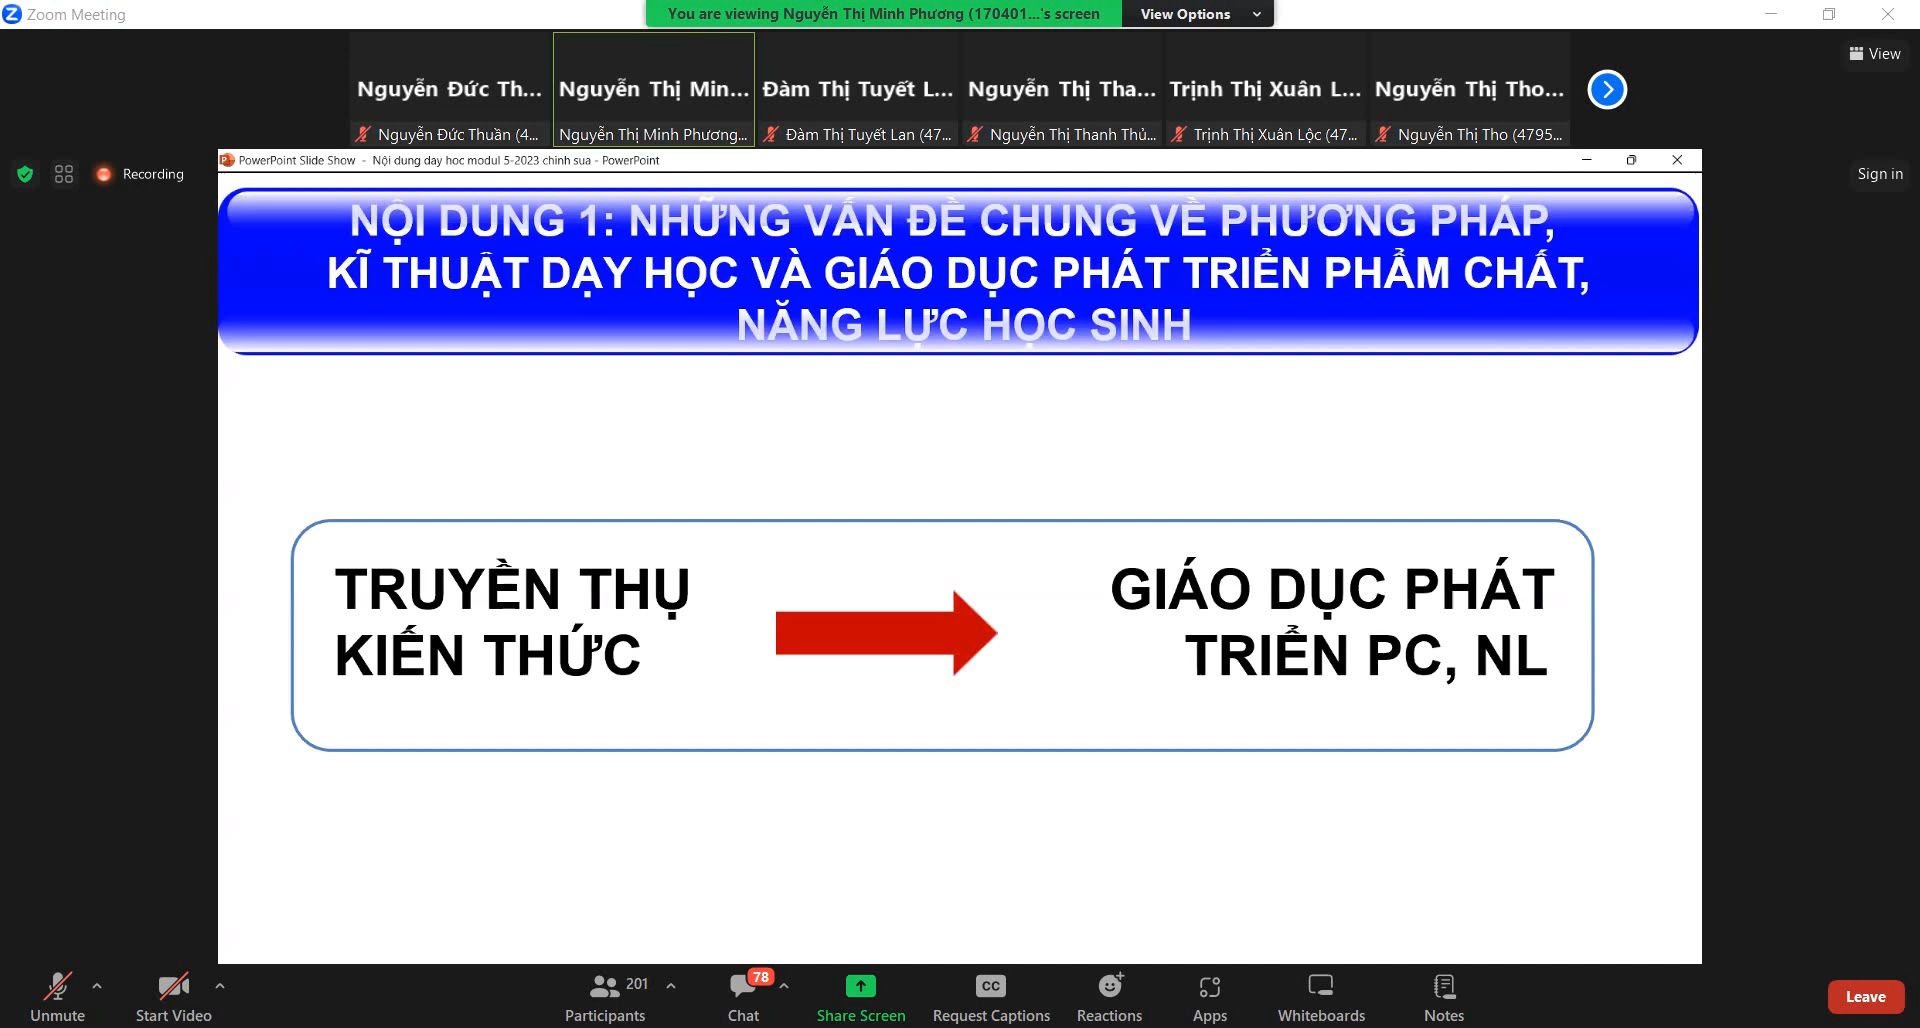 Zoom Meeting
You are viewing Nguyễn Thị Minh Phương (170401...'s screen
View Options
View
Nguyễn Đức Th...
Nguyễn Thị Min...
Đàm Thị Tuyết L...
Nguyễn Thị Tha...
Trịnh Thị Xuân L...
Nguyễn Thị Tho...
Nguyễn Đức Thuần (4...
Nguyễn Thị Minh Phương...
Đàm Thị Tuyết Lan (47...
Nguyễn Thị Thanh Thủ...
Trịnh Thị Xuân Lộc (47...
Nguyễn Thị Tho (4795...
PowerPoint Slide Show - Nội dung day hoc modul 5-2023 chinh sua - PowerPoint
Recording
Sign in
NỘI DUNG 1: NHỮNG VẤN ĐỀ CHUNG VỀ PHƯƠNG PHÁP,
KĨ THUẬT DẠY HỌC VÀ GIÁO DỤC PHÁT TRIỂN PHẨM CHẤT,
NĂNG LỰC HỌC SINH
TRUYỀN THỤ
KIẾN THỨC
GIÁO DỤC PHÁT
TRIỂN PC, NL
Unmute
Start Video
201
Participants
78
Chat
Share Screen
CC
Request Captions
Reactions
Apps
Whiteboards
Notes
Leave